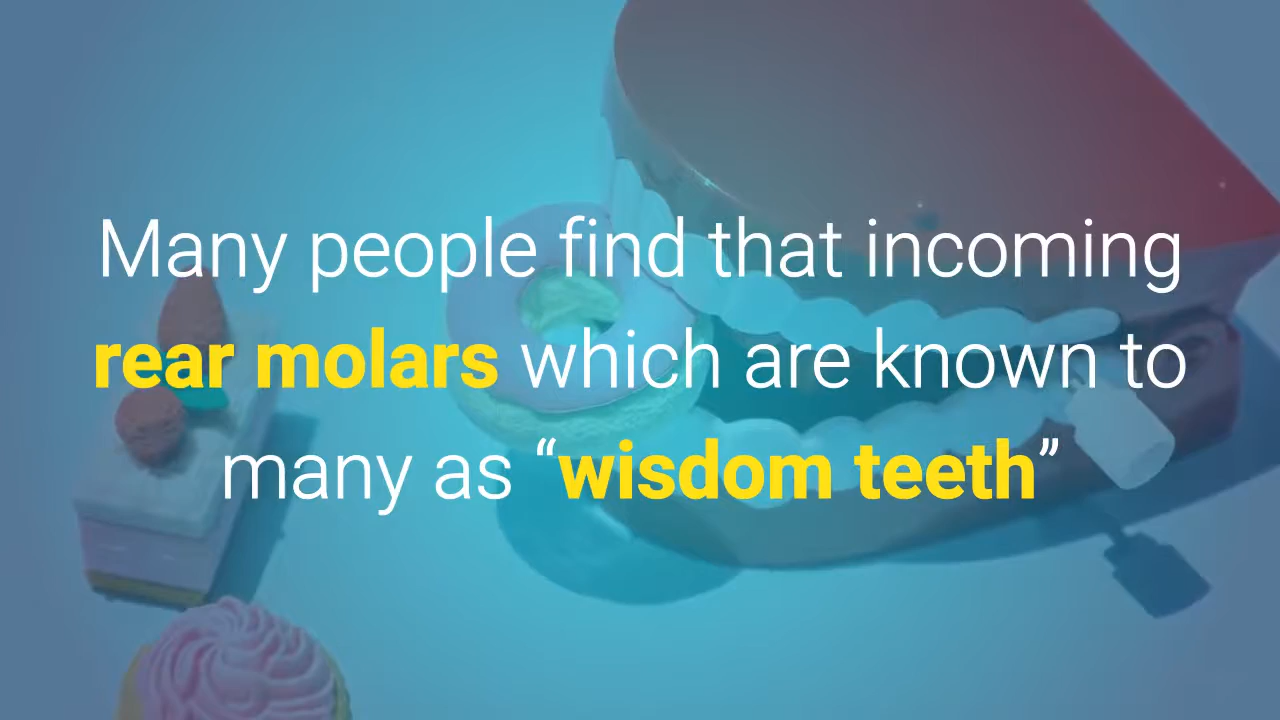 Many people find that incoming
rear molars which are known to
many as “wisdom teeth”